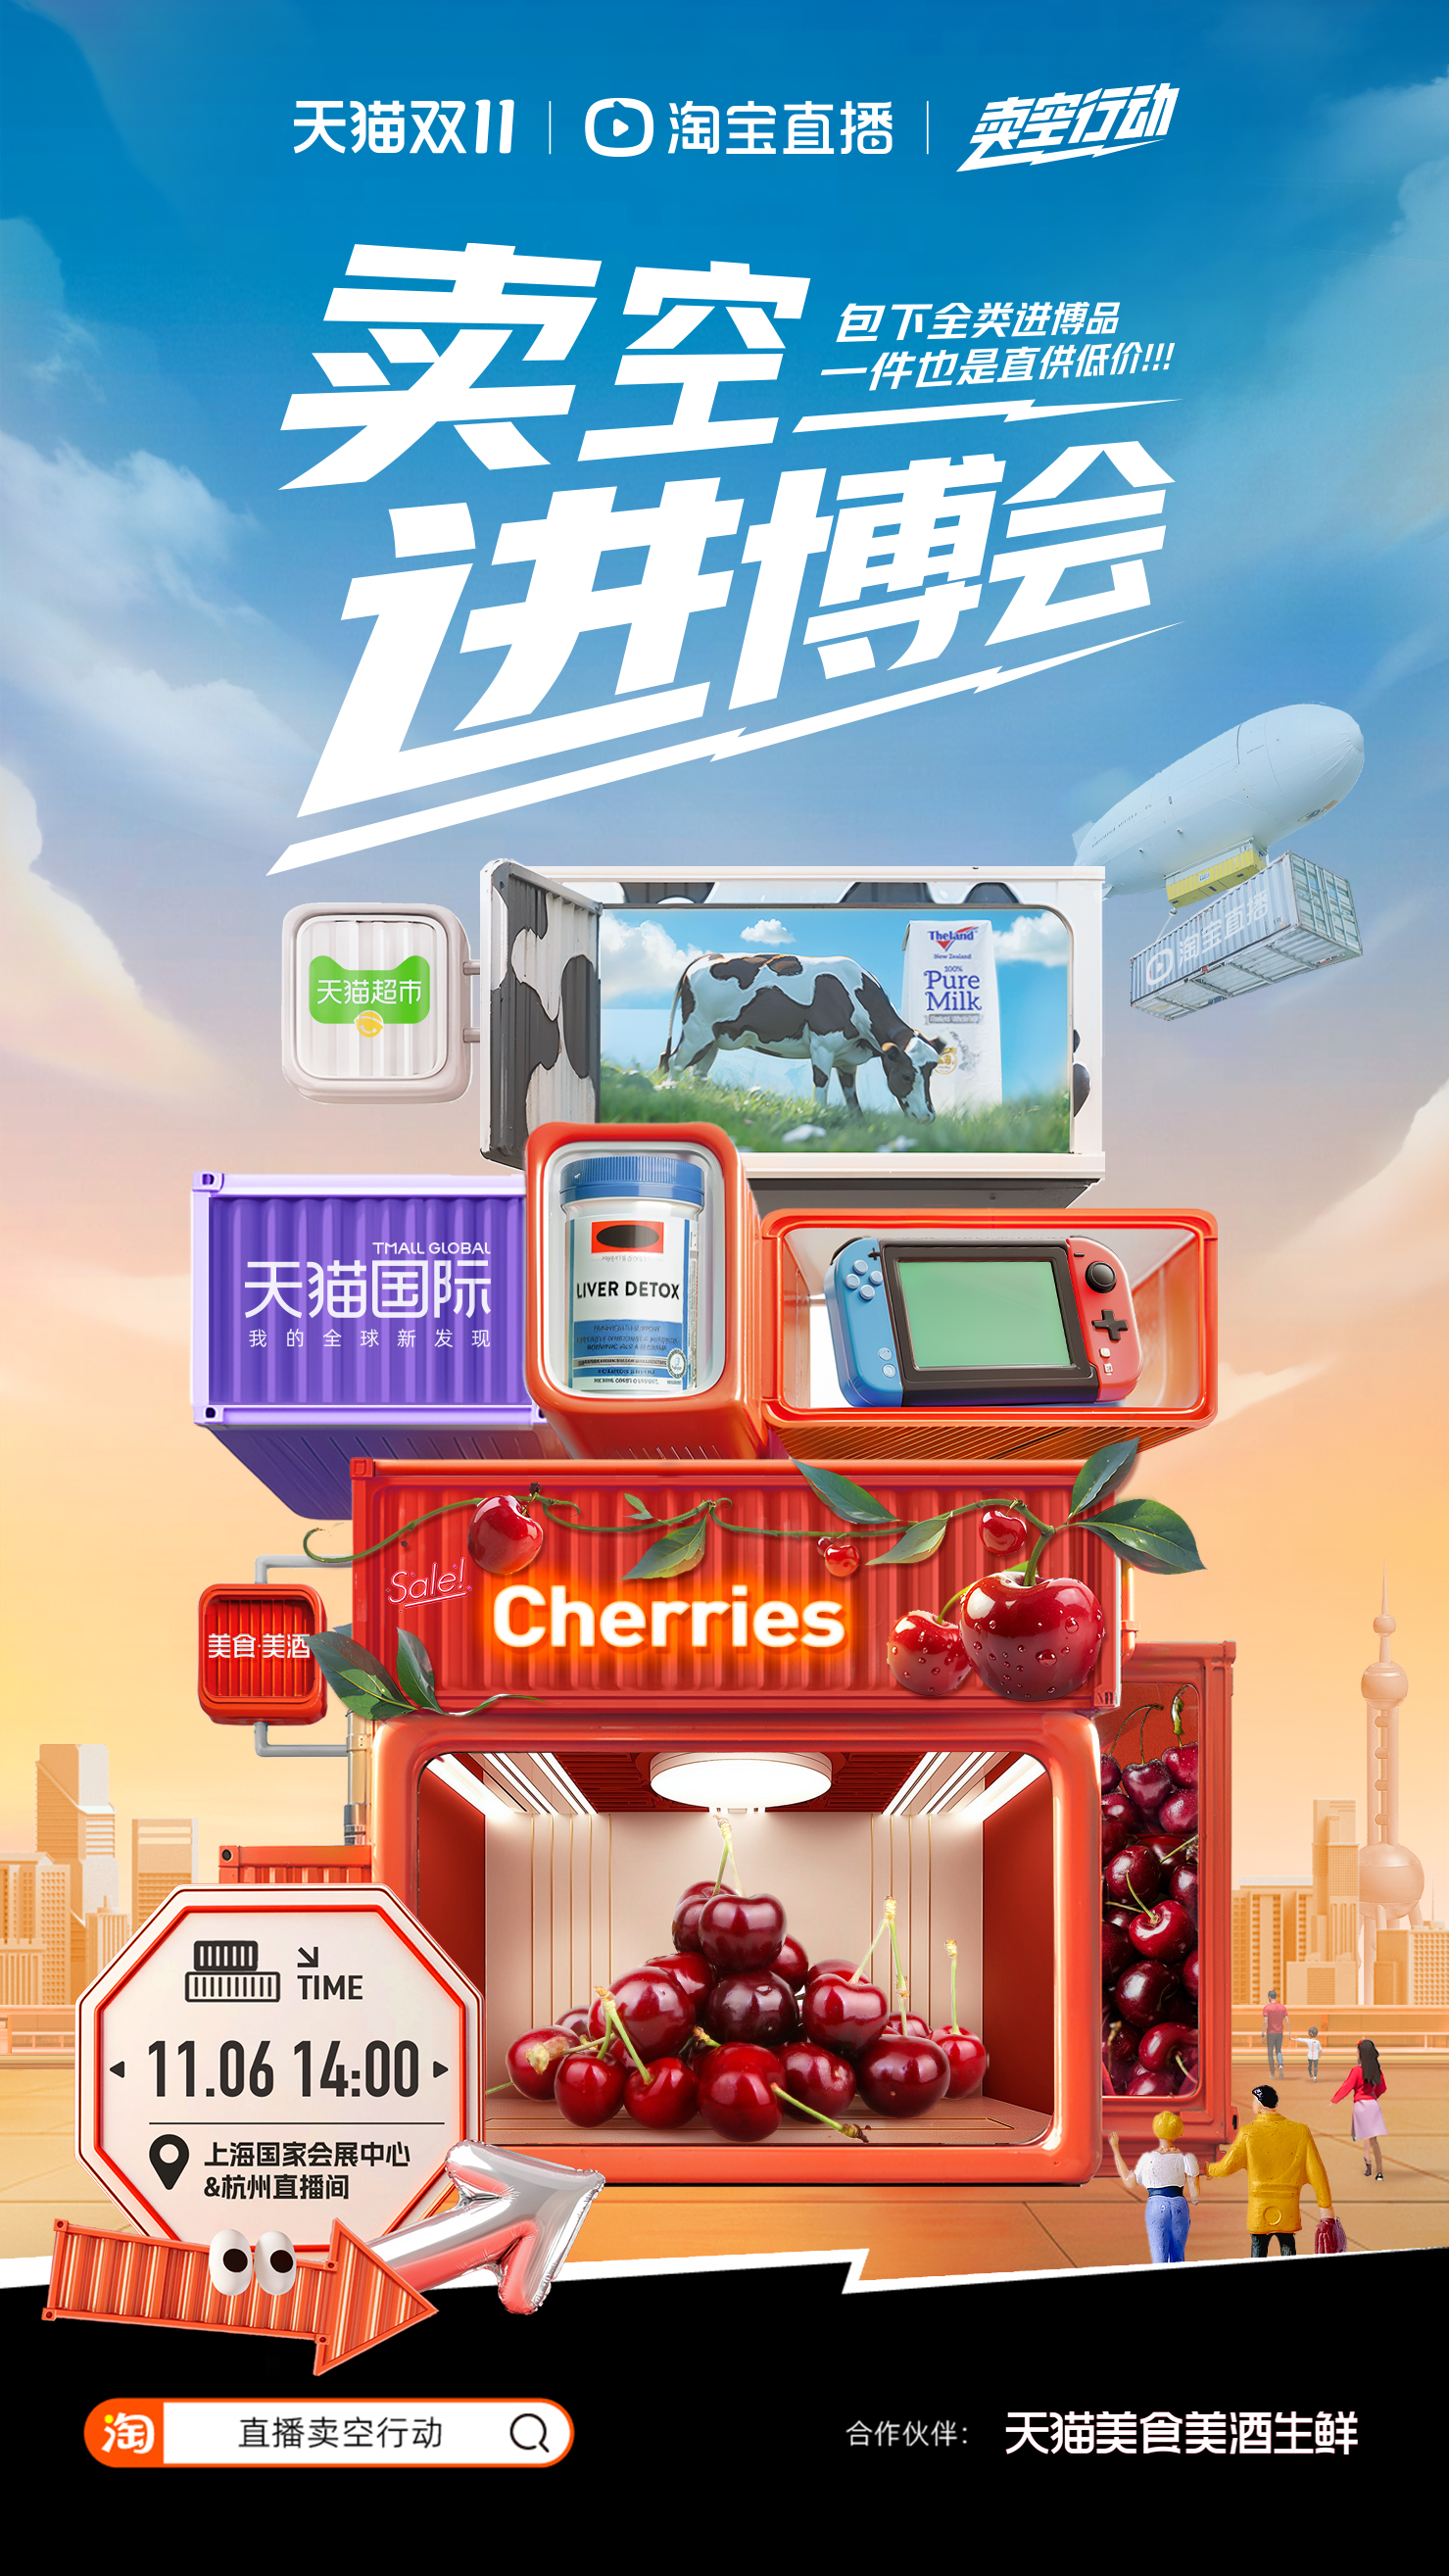 天猫双11 | 淘宝直播 | 卖空行动
卖空
包下全类进博品
一件也是直供低价!!!
进博会
淘宝直播
天猫超市
Theland
New Zealand
100%
Pure
Milk
TMALL GLOBAL
天猫国际
我的全球新发现
LIVER DETOX
Sale!
Cherries
美食·美酒
TIME
11.06 14:00
上海国家会展中心
&杭州直播间
淘 直播卖空行动
合作伙伴: 天猫美食美酒生鲜